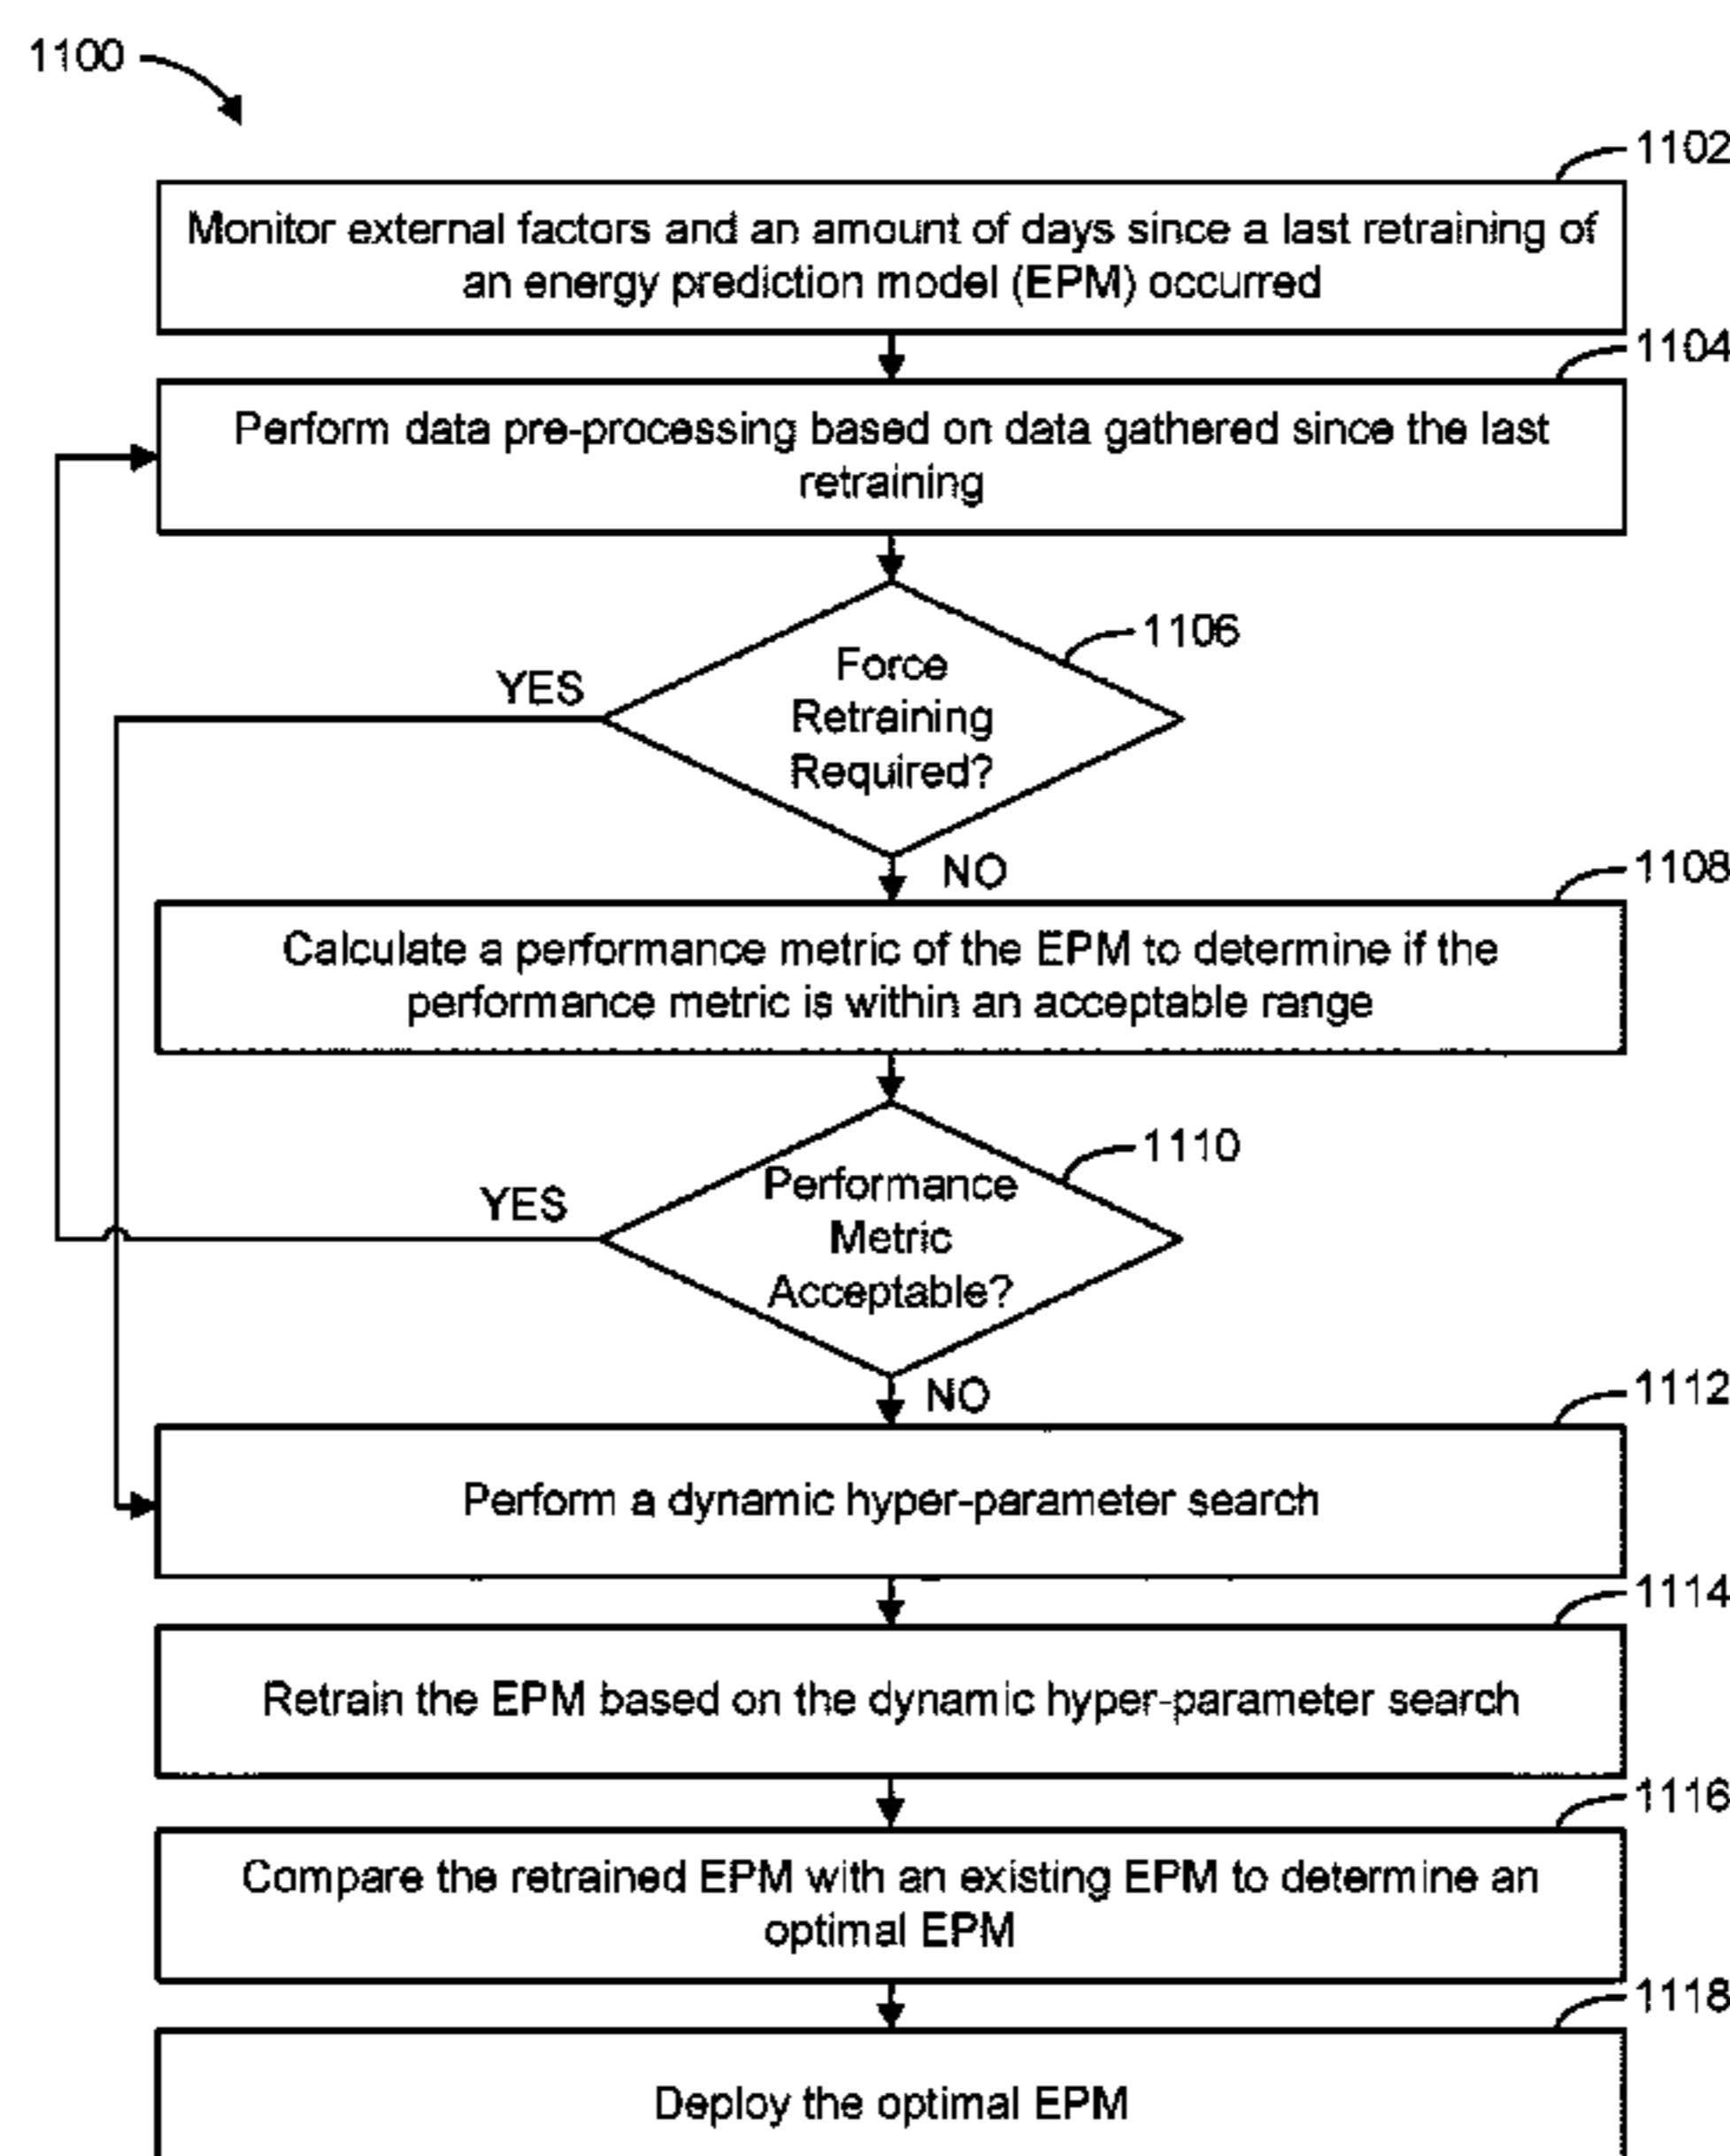 1100
1102
Monitor external factors and an amount of days since a last retraining of
an energy prediction model (EPM) occurred
1104
Perform data pre-processing based on data gathered since the last
retraining
1106
Force
Retraining
Required?
YES
NO
1108
Calculate a performance metric of the EPM to determine if the
performance metric is within an acceptable range
1110
Performance
Metric
Acceptable?
YES
NO
1112
Perform a dynamic hyper-parameter search
1114
Retrain the EPM based on the dynamic hyper-parameter search
1116
Compare the retrained EPM with an existing EPM to determine an
optimal EPM
1118
Deploy the optimal EPM